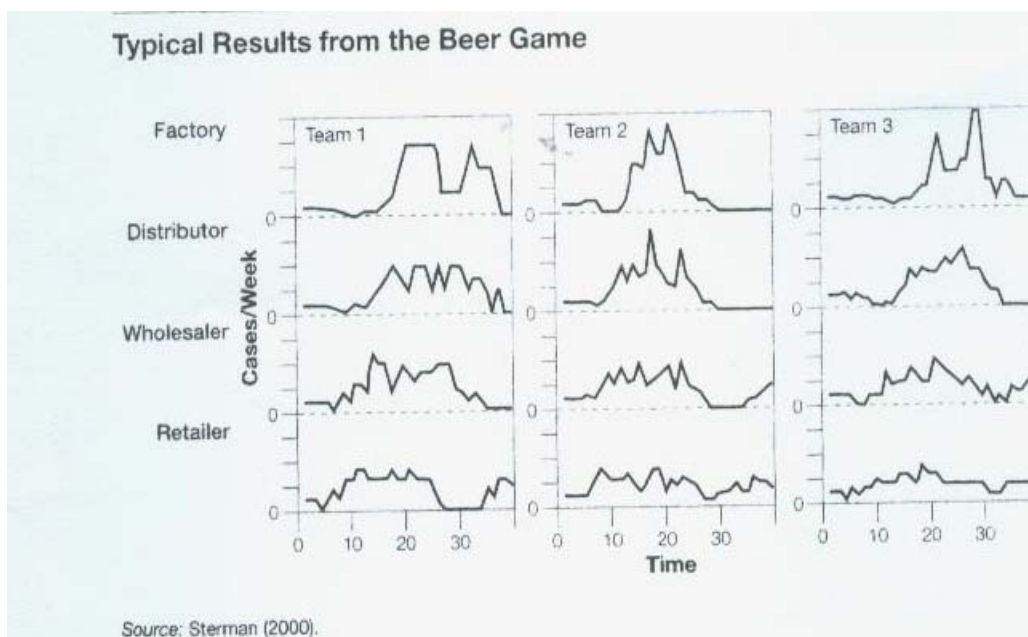 Typical Results from the Beer Game
Factory
Team 1
Team 2
Team 3
0
0
0
Distributor
0
0
0
Wholesaler
0
0
0
Retailer
0
0
0
Cases/Week
0 10 20 30
0 10 20 30
0 10 20 30
Time
Source: Sterman (2000).